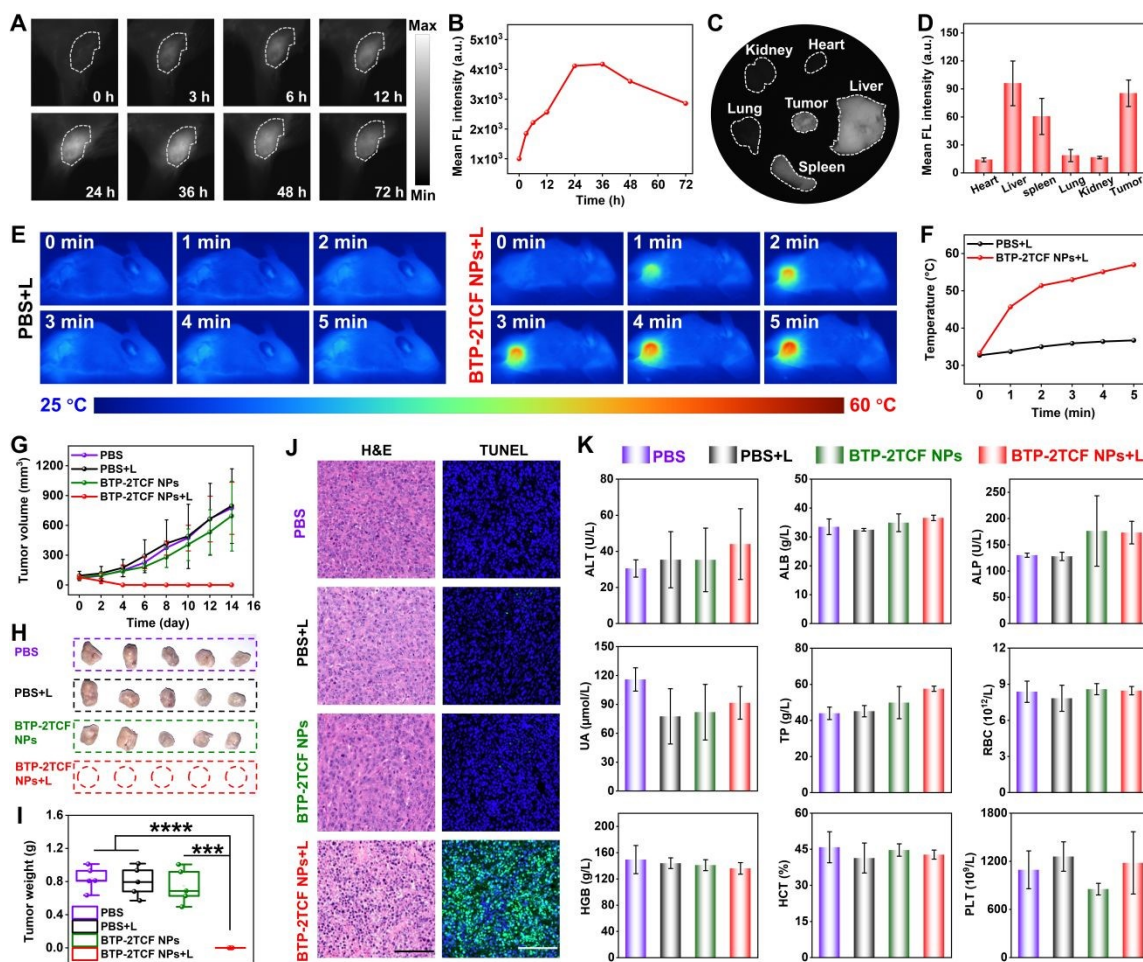 A
0 h
3 h
6 h
12 h
24 h
36 h
48 h
72 h
Max
Min
B
Mean FL intensity (a.u.)
5x10³
4x10³
3x10³
2x10³
1x10³
0 12 24 36 48 60 72
Time (h)
C
Kidney
Heart
Lung
Tumor
Liver
Spleen
D
Mean FL intensity (a.u.)
150
120
90
60
30
0
Heart
Liver
spleen
Lung
Kidney
Tumor
E
PBS+L
0 min
1 min
2 min
3 min
4 min
5 min
BTP-2TCF NPs+L
0 min
1 min
2 min
3 min
4 min
5 min
25 °C
60 °C
F
PBS+L
BTP-2TCF NPs+L
Temperature (°C)
60
50
40
30
0 1 2 3 4 5
Time (min)
G
PBS
PBS+L
BTP-2TCF NPs
BTP-2TCF NPs+L
Tumor volume (mm³)
1200
900
600
300
0
0 2 4 6 8 10 12 14 16
Time (day)
H
PBS
PBS+L
BTP-2TCF
NPs
BTP-2TCF
NPs+L
I
Tumor weight (g)
1.6
1.2
0.8
0.4
0.0
****
***
PBS
PBS+L
BTP-2TCF NPs
BTP-2TCF NPs+L
J
H&E
TUNEL
PBS
PBS+L
BTP-2TCF NPs
BTP-2TCF NPs+L
K
PBS
PBS+L
BTP-2TCF NPs
BTP-2TCF NPs+L
ALT (U/L)
75
60
45
30
15
0
ALB (g/L)
50
40
30
20
10
0
ALP (U/L)
250
200
150
100
50
0
UA (μmol/L)
150
120
90
60
30
0
TP (g/L)
75
60
45
30
15
0
RBC (10¹²/L)
12
9
6
3
0
HGB (g/L)
200
160
120
80
40
0
HCT (%)
60
45
30
15
0
PLT (10⁹/L)
1800
1200
600
0